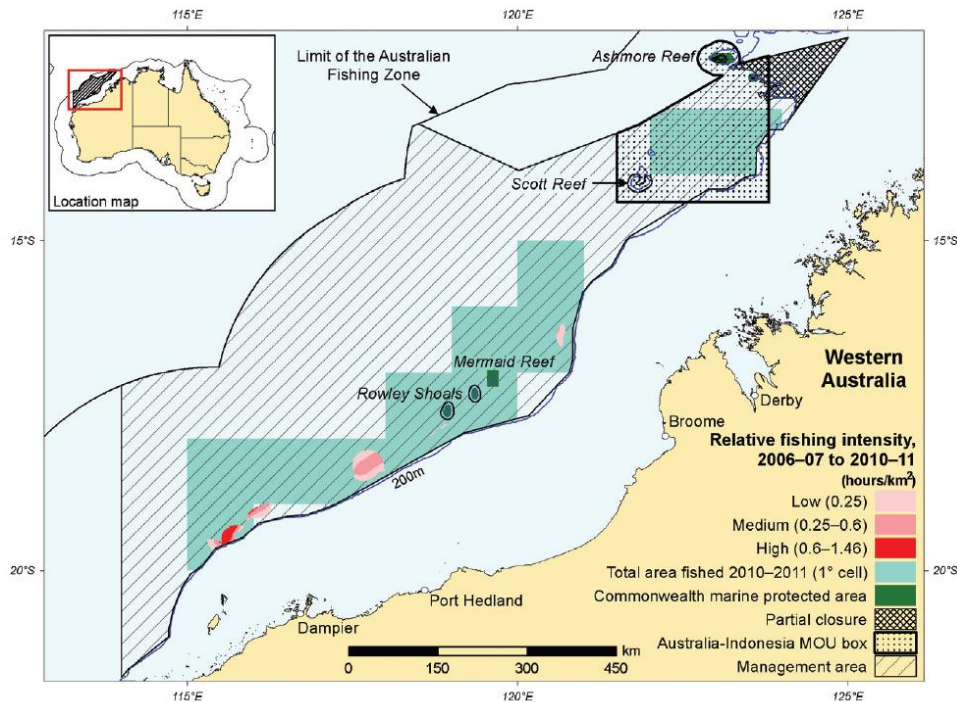 115°E
120°E
125°E
Limit of the Australian
Fishing Zone
Ashmore Reef
Location map
Scott Reef
15°S
15°S
Mermaid Reef
Rowley Shoals
Western
Australia
Derby
Broome
200m
Relative fishing intensity,
2006–07 to 2010–11
(hours/km²)
Low (0.25)
Medium (0.25–0.6)
High (0.6–1.46)
Total area fished 2010–2011 (1° cell)
Commonwealth marine protected area
Partial closure
Australia-Indonesia MOU box
Management area
20°S
20°S
Port Hedland
Dampier
km
0
150
300
450
115°E
120°E
125°E